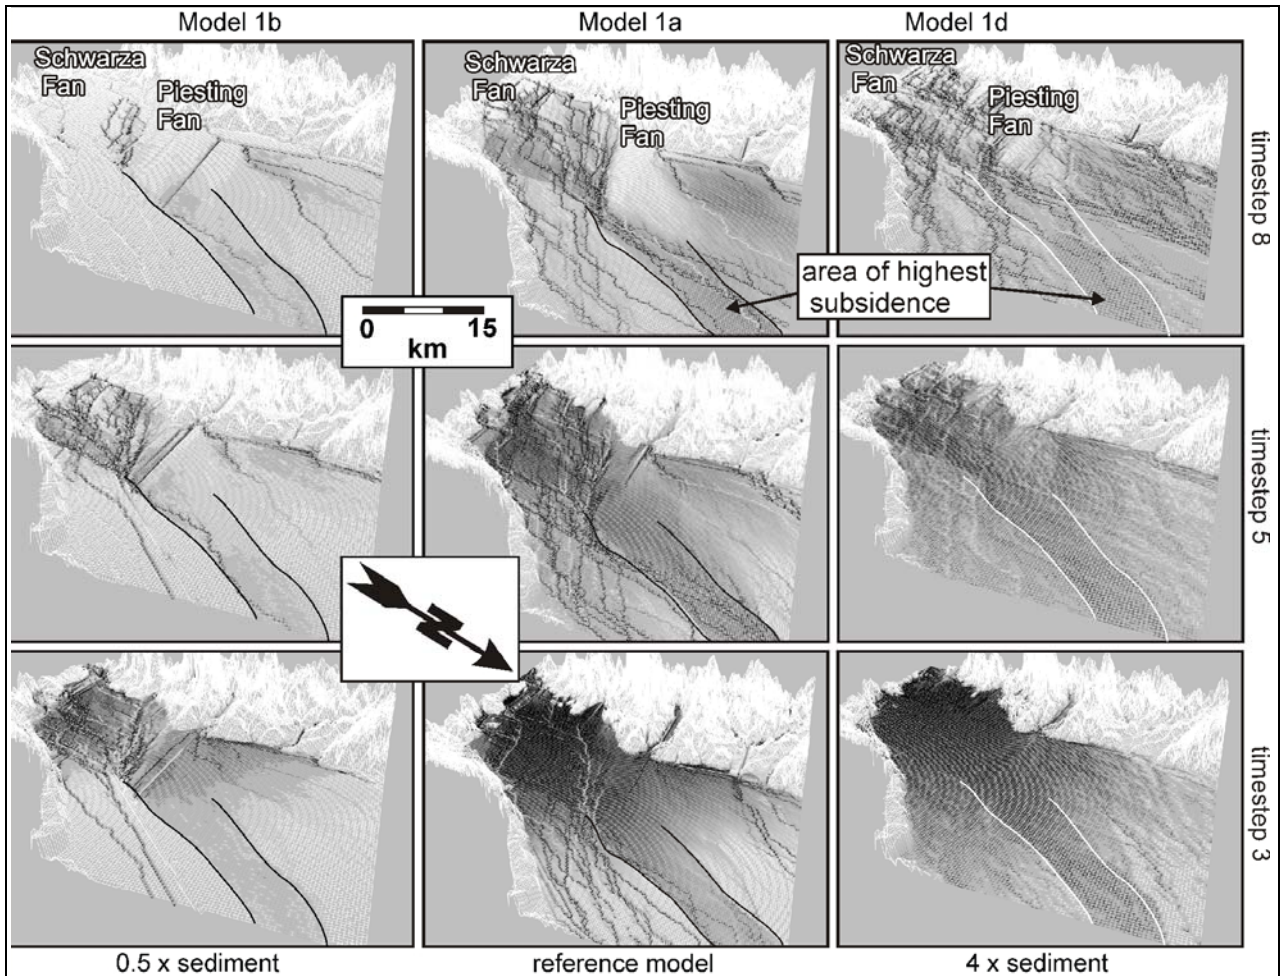 Model 1b
Model 1a
Model 1d
Schwarza
Fan
Piesting
Fan
Schwarza
Fan
Piesting
Fan
Schwarza
Fan
Piesting
Fan
timestep 8
area of highest
subsidence
0 15
km
timestep 5
N
timestep 3
0.5 x sediment
reference model
4 x sediment